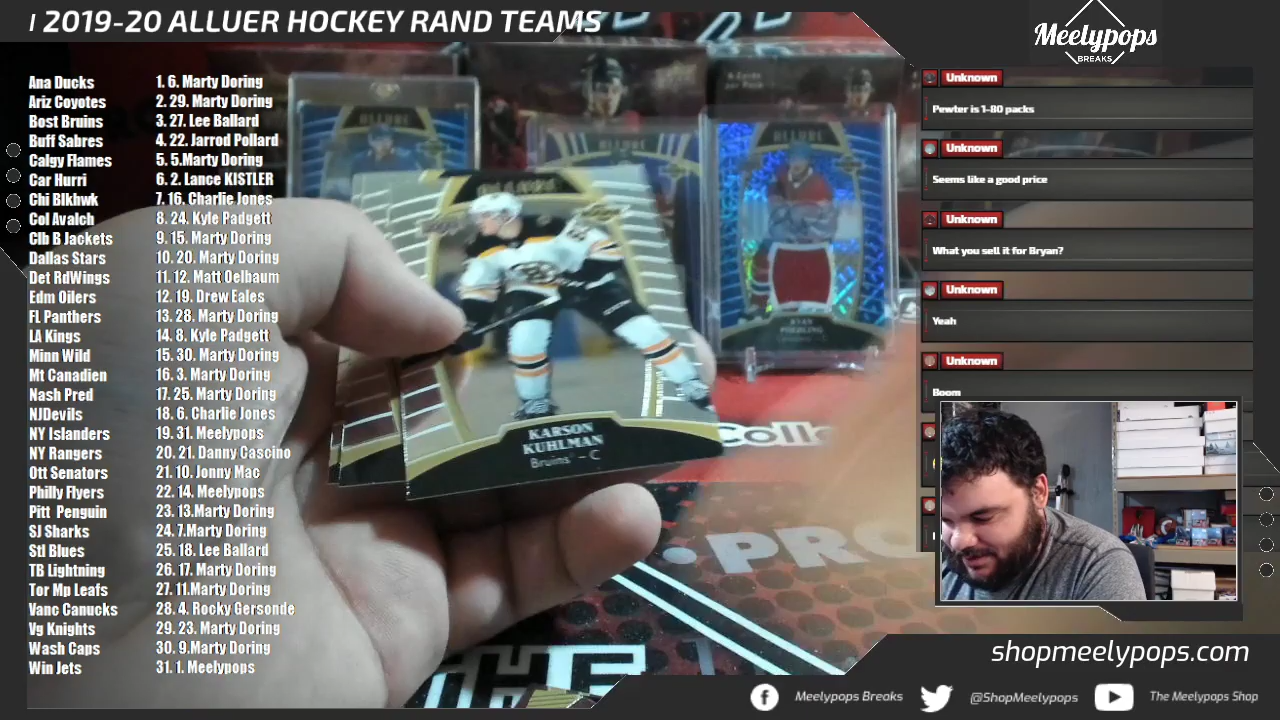 2019-20 ALLUER HOCKEY RAND TEAMS
Meelypops
BREAKS
Ana Ducks 1. 6. Marty Doring
Ariz Coyotes 2. 29. Marty Doring
Bost Bruins 3. 27. Lee Ballard
Buff Sabres 4. 22. Jarrod Pollard
Calgy Flames 5. 5.Marty Doring
Car Hurri 6. 2. Lance KISTLER
Chi Blkhwk 7. 16. Charlie Jones
Col Avalch 8. 24. Kyle Padgett
Clb B Jackets 9. 15. Marty Doring
Dallas Stars 10. 20. Marty Doring
Det RdWings 11. 12. Matt Oelbaum
Edm Oilers 12. 19. Drew Eales
FL Panthers 13. 28. Marty Doring
LA Kings 14. 8. Kyle Padgett
Minn Wild 15. 30. Marty Doring
Mt Canadien 16. 3. Marty Doring
Nash Pred 17. 25. Marty Doring
NJDevils 18. 6. Charlie Jones
NY Islanders 19. 31. Meelypops
NY Rangers 20. 21. Danny Cascino
Ott Senators 21. 10. Jonny Mac
Philly Flyers 22. 14. Meelypops
Pitt Penguin 23. 13.Marty Doring
SJ Sharks 24. 7.Marty Doring
Stl Blues 25. 18. Lee Ballard
TB Lightning 26. 17. Marty Doring
Tor Mp Leafs 27. 11.Marty Doring
Vanc Canucks 28. 4. Rocky Gersonde
Vg Knights 29. 23. Marty Doring
Wash Caps 30. 9.Marty Doring
Win Jets 31. 1. Meelypops
ALLURE
KARSON
KUHLMAN
Bruins - C
ALLURE
RYAN
POEHLING
PRO
THE
Unknown
Pewter is 1-80 packs
Unknown
Seems like a good price
Unknown
What you sell it for Bryan?
Unknown
Yeah
Unknown
Boom
shopmeelypops.com
Meelypops Breaks
@ShopMeelypops
The Meelypops Shop